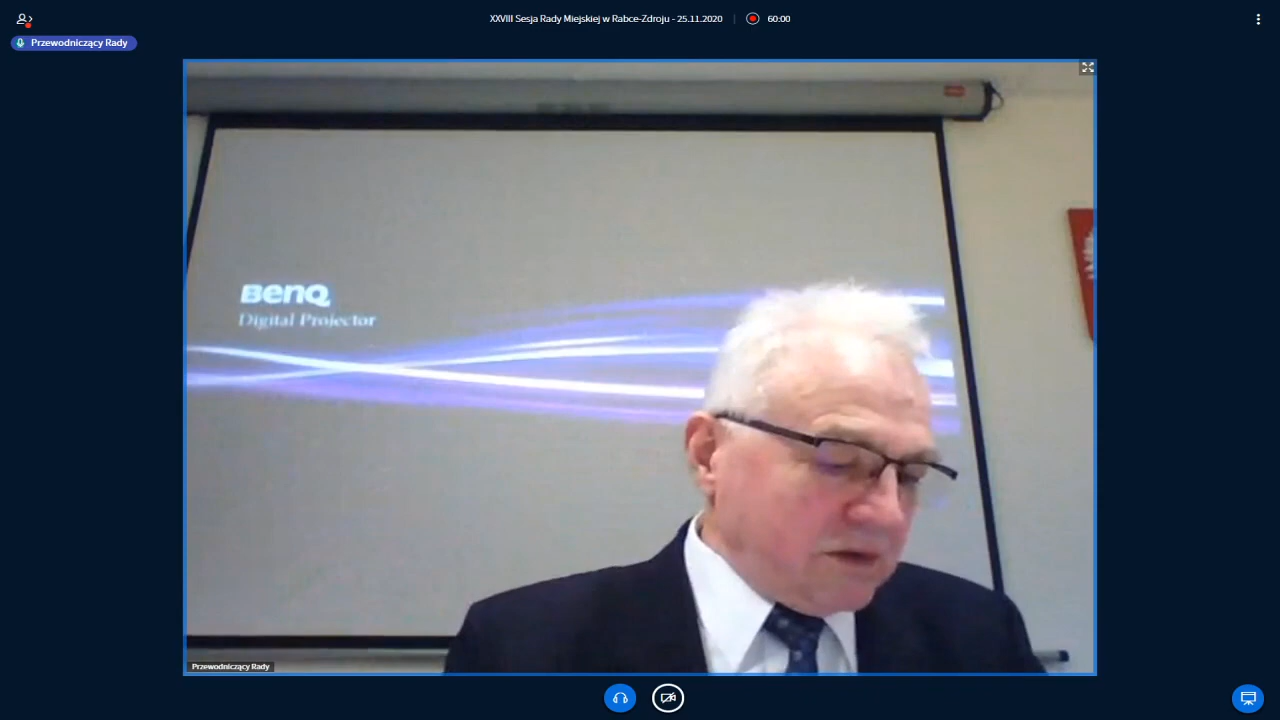 XXVIII Sesja Rady Miejskiej w Rabce-Zdroju - 25.11.2020
60:00
Przewodniczący Rady
BenQ
Digital Projector
Przewodniczący Rady